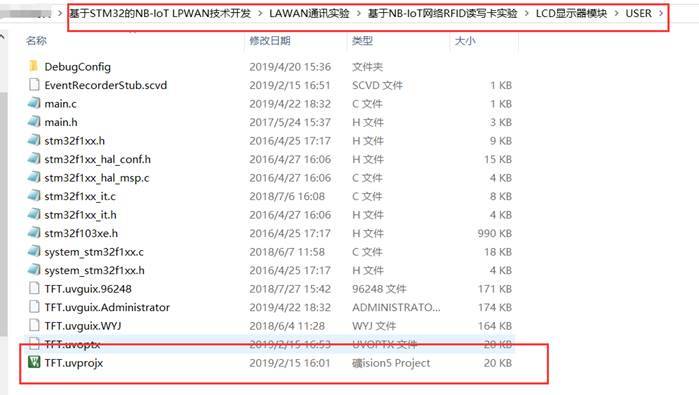 基于STM32的NB-IoT LPWAN技术开发 > LAWAN通讯实验 > 基于NB-IoT网络RFID读写卡实验 > LCD显示器模块 > USER >
名称 修改日期 类型 大小
DebugConfig 2019/4/20 15:36 文件夹
EventRecorderStub.scvd 2019/2/15 16:51 SCVD 文件 1 KB
main.c 2019/4/22 18:32 C 文件 1 KB
main.h 2017/5/24 15:37 H 文件 3 KB
stm32f1xx.h 2016/4/25 17:17 H 文件 9 KB
stm32f1xx_hal_conf.h 2016/4/27 16:06 H 文件 15 KB
stm32f1xx_hal_msp.c 2016/4/27 16:06 C 文件 4 KB
stm32f1xx_it.c 2018/7/6 16:08 C 文件 4 KB
stm32f1xx_it.h 2016/4/27 16:06 H 文件 4 KB
stm32f103xe.h 2016/4/25 17:17 H 文件 990 KB
system_stm32f1xx.c 2018/6/7 11:58 C 文件 18 KB
system_stm32f1xx.h 2016/4/25 17:17 H 文件 4 KB
TFT.uvguix.96248 2018/7/27 15:42 96248 文件 171 KB
TFT.uvguix.Administrator 2019/4/22 18:32 ADMINISTRATO... 174 KB
TFT.uvguix.WYJ 2018/6/4 11:28 WYJ 文件 164 KB
TFT.uvoptx 2019/2/15 16:53 UVOPTX 文件 20 KB
TFT.uvprojx 2019/2/15 16:01 礦ision5 Project 20 KB